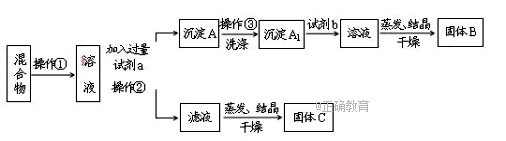 混合物
操作①
溶液
加入过量
试剂a
操作②
沉淀A
操作③
洗涤
沉淀A₁
试剂b
溶液
蒸发、结晶
干燥
固体B
滤液
蒸发、结晶
干燥
固体C
@正确教育